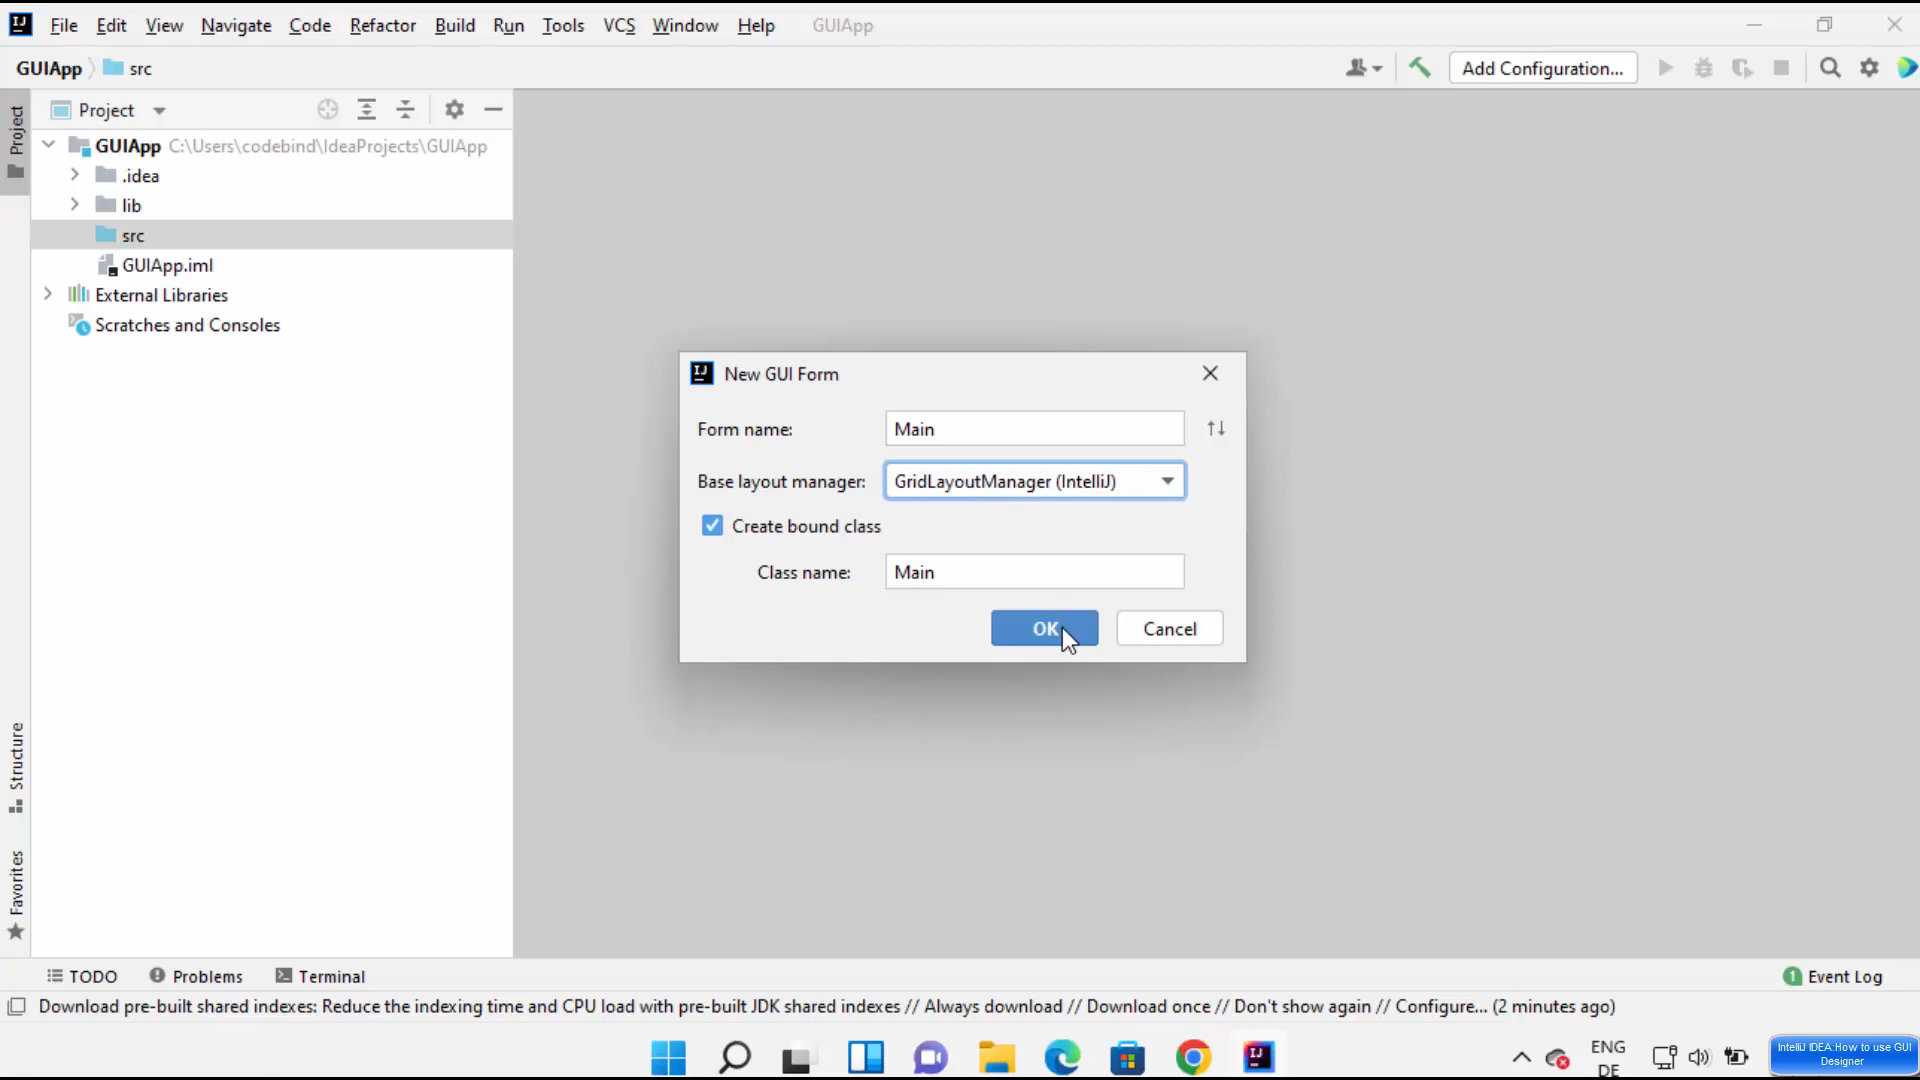 File Edit View Navigate Code Refactor Build Run Tools VCS Window Help GUIApp
GUIApp src Add Configuration...
Project
Project
GUIApp C:\Users\codebind\IdeaProjects\GUIApp
.idea
lib
src
GUIApp.iml
External Libraries
Scratches and Consoles
New GUI Form
Form name: Main
Base layout manager: GridLayoutManager (IntelliJ)
Create bound class
Class name: Main
OK Cancel
Structure
Favorites
TODO Problems Terminal 1 Event Log
Download pre-built shared indexes: Reduce the indexing time and CPU load with pre-built JDK shared indexes // Always download // Download once // Don't show again // Configure... (2 minutes ago)
ENG
DE
IntelliJ IDEA:How to use GUI
Designer